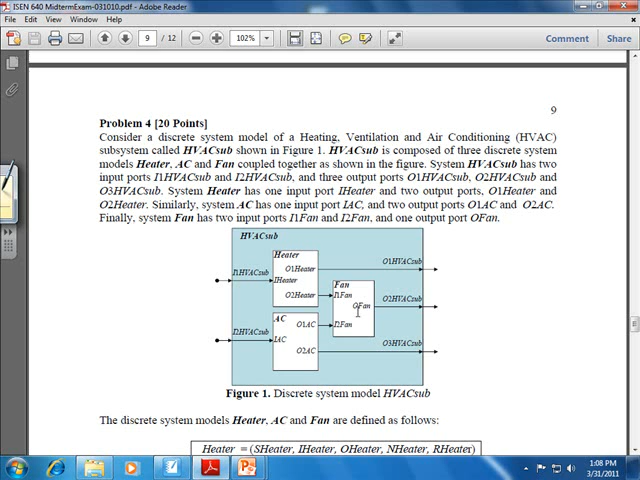 ISEN 640 MidtermExam-031010.pdf - Adobe Reader
File Edit View Window Help
9 / 12 102% Comment Share
9
Problem 4 [20 Points]
Consider a discrete system model of a Heating, Ventilation and Air Conditioning (HVAC)
subsystem called HVACsub shown in Figure 1. HVACsub is composed of three discrete system
models Heater, AC and Fan coupled together as shown in the figure. System HVACsub has two
input ports I1HVACsub and I2HVACsub, and three output ports O1HVACsub, O2HVACsub and
O3HVACsub. System Heater has one input port IHeater and two output ports, O1Heater and
O2Heater. Similarly, system AC has one input port IAC, and two output ports O1AC and O2AC.
Finally, system Fan has two input ports I1Fan and I2Fan, and one output port OFan.
HVACsub
Heater
O1Heater
O1HVACsub
I1HVACsub
IHeater
O2Heater
Fan
I1Fan
OFan
O2HVACsub
AC
O1AC
I2Fan
I2HVACsub
IAC
O2AC
O3HVACsub
Figure 1. Discrete system model HVACsub
The discrete system models Heater, AC and Fan are defined as follows:
Heater = (SHeater, IHeater, OHeater, NHeater, RHeater)
1:08 PM
3/31/2011